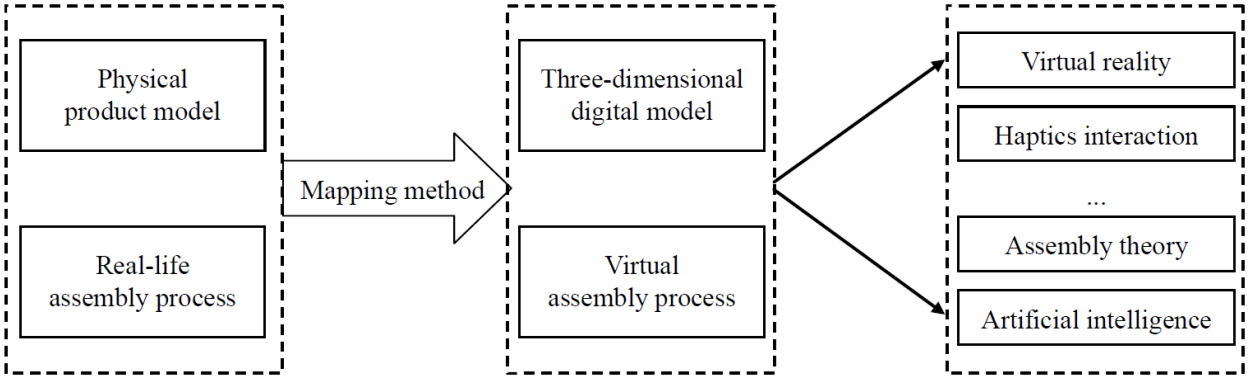 Physical
product model
Real-life
assembly process
Mapping method
Three-dimensional
digital model
Virtual
assembly process
Virtual reality
Haptics interaction
...
Assembly theory
Artificial intelligence